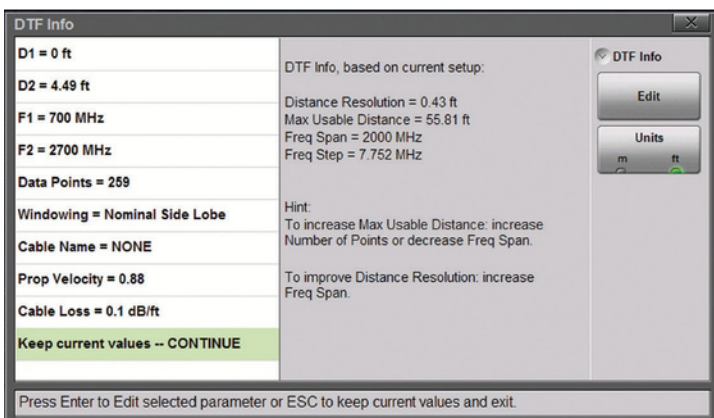 DTF Info
D1 = 0 ft
D2 = 4.49 ft
F1 = 700 MHz
F2 = 2700 MHz
Data Points = 259
Windowing = Nominal Side Lobe
Cable Name = NONE
Prop Velocity = 0.88
Cable Loss = 0.1 dB/ft
Keep current values -- CONTINUE
DTF Info, based on current setup:
Distance Resolution = 0.43 ft
Max Usable Distance = 55.81 ft
Freq Span = 2000 MHz
Freq Step = 7.752 MHz
Hint:
To increase Max Usable Distance: increase
Number of Points or decrease Freq Span.
To improve Distance Resolution: increase
Freq Span.
DTF Info
Edit
Units
m ft
Press Enter to Edit selected parameter or ESC to keep current values and exit.